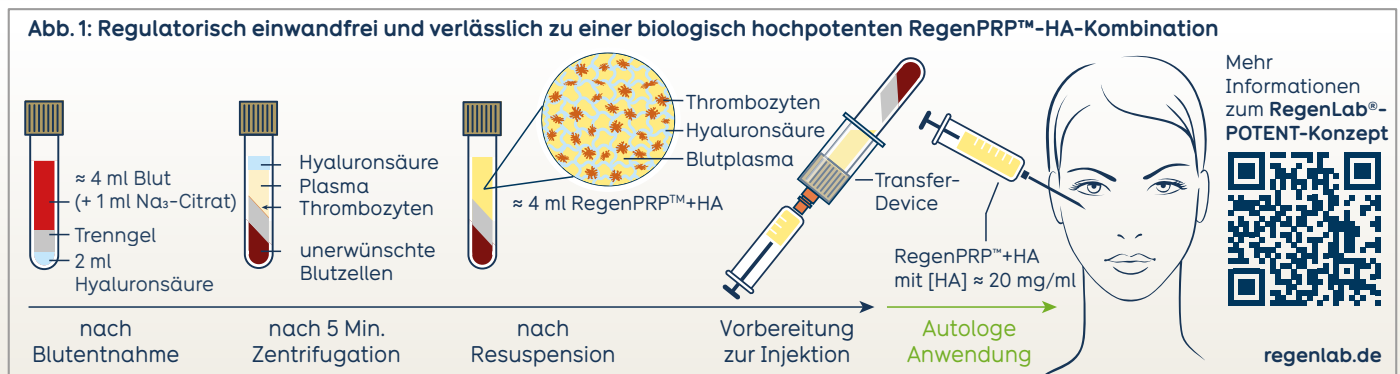 Abb. 1: Regulatorisch einwandfrei und verlässlich zu einer biologisch hochpotenten RegenPRP™-HA-Kombination
≈ 4 ml Blut
(+ 1 ml Na₃-Citrat)
Trenngel
2 ml
Hyaluronsäure
Hyaluronsäure
Plasma
Thrombozyten
unerwünschte
Blutzellen
Thrombozyten
Hyaluronsäure
Blutplasma
≈ 4 ml RegenPRP™+HA
Transfer-
Device
RegenPRP™+HA
mit [HA] ≈ 20 mg/ml
Mehr
Informationen
zum RegenLab®-
POTENT-Konzept
nach
Blutentnahme
nach 5 Min.
Zentrifugation
nach
Resuspension
Vorbereitung
zur Injektion
Autologe
Anwendung
regenlab.de